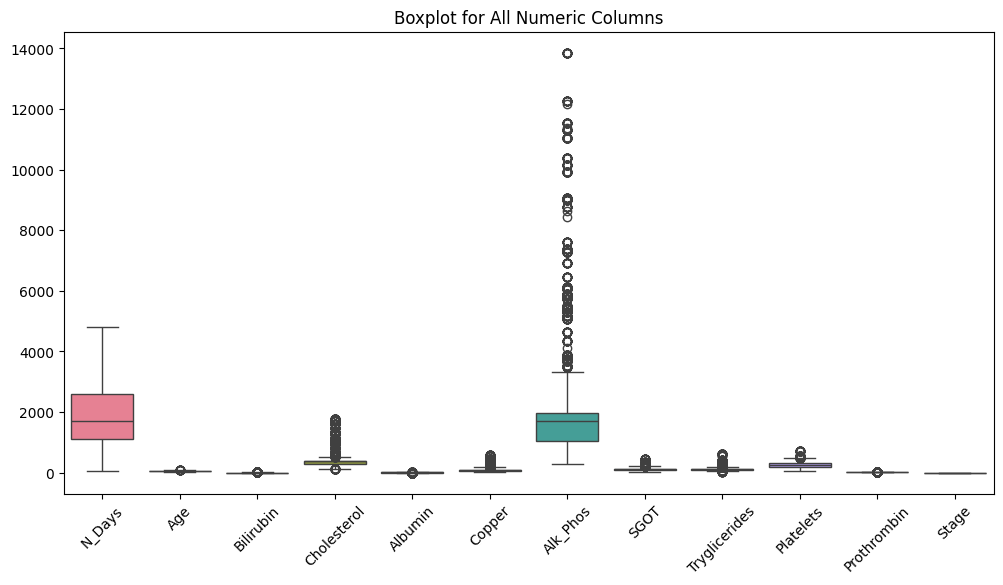 Boxplot for All Numeric Columns
14000
12000
10000
8000
6000
4000
2000
0
N_Days
Age
Bilirubin
Cholesterol
Albumin
Copper
Alk_Phos
SGOT
Tryglicerides
Platelets
Prothrombin
Stage